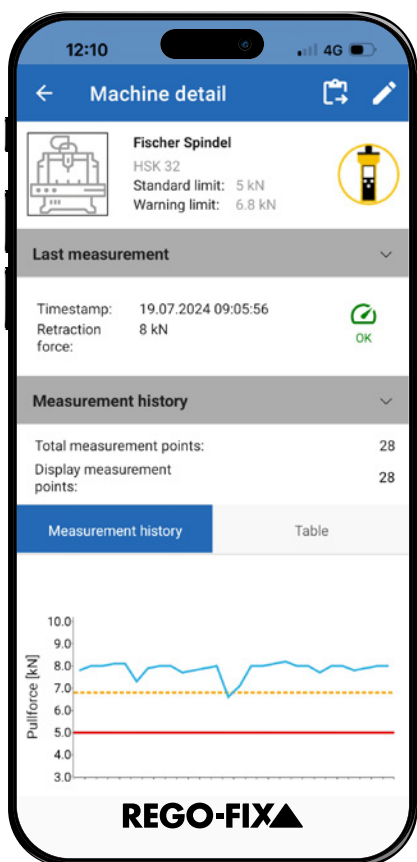 12:10
4G
Machine detail
Fischer Spindel
HSK 32
Standard limit: 5 kN
Warning limit: 6.8 kN
Last measurement
Timestamp: 19.07.2024 09:05:56
Retraction force: 8 kN
OK
Measurement history
Total measurement points: 28
Display measurement points: 28
Measurement history Table
Pullforce [kN]
10.0
9.0
8.0
7.0
6.0
5.0
4.0
3.0
REGO-FIX